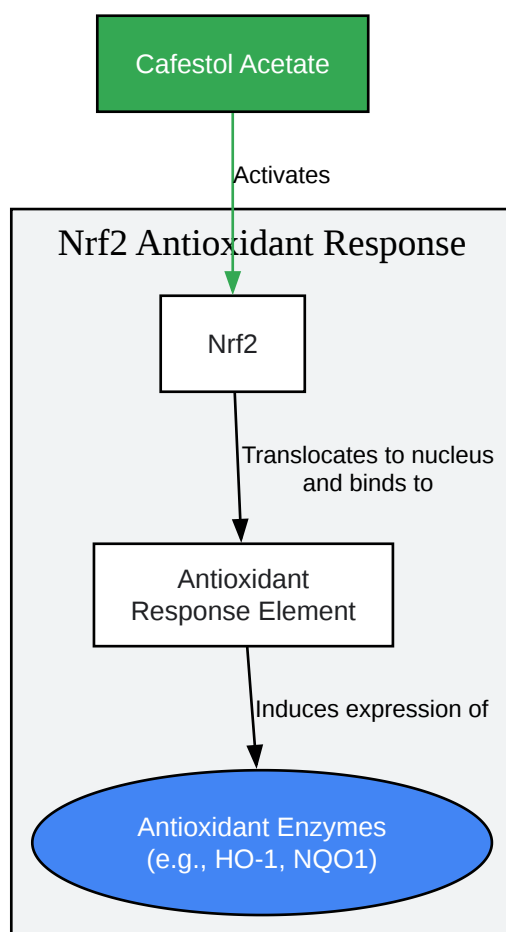 Cafestol Acetate
Activates
Nrf2 Antioxidant Response
Nrf2
Translocates to nucleus
and binds to
Antioxidant
Response Element
Induces expression of
Antioxidant Enzymes
(e.g., HO-1, NQO1)